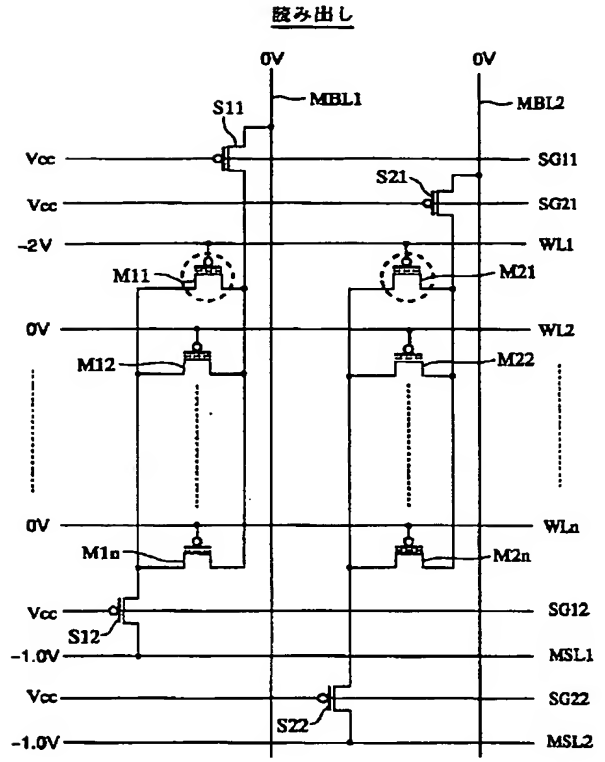 読み出し
0V 0V
MBL1 MBL2
S11
Vcc SG11
S21
Vcc SG21
-2V WL1
M11 M21
0V WL2
M12 M22
0V WLn
M1n M2n
Vcc SG12
S12
-1.0V MSL1
Vcc SG22
S22
-1.0V MSL2